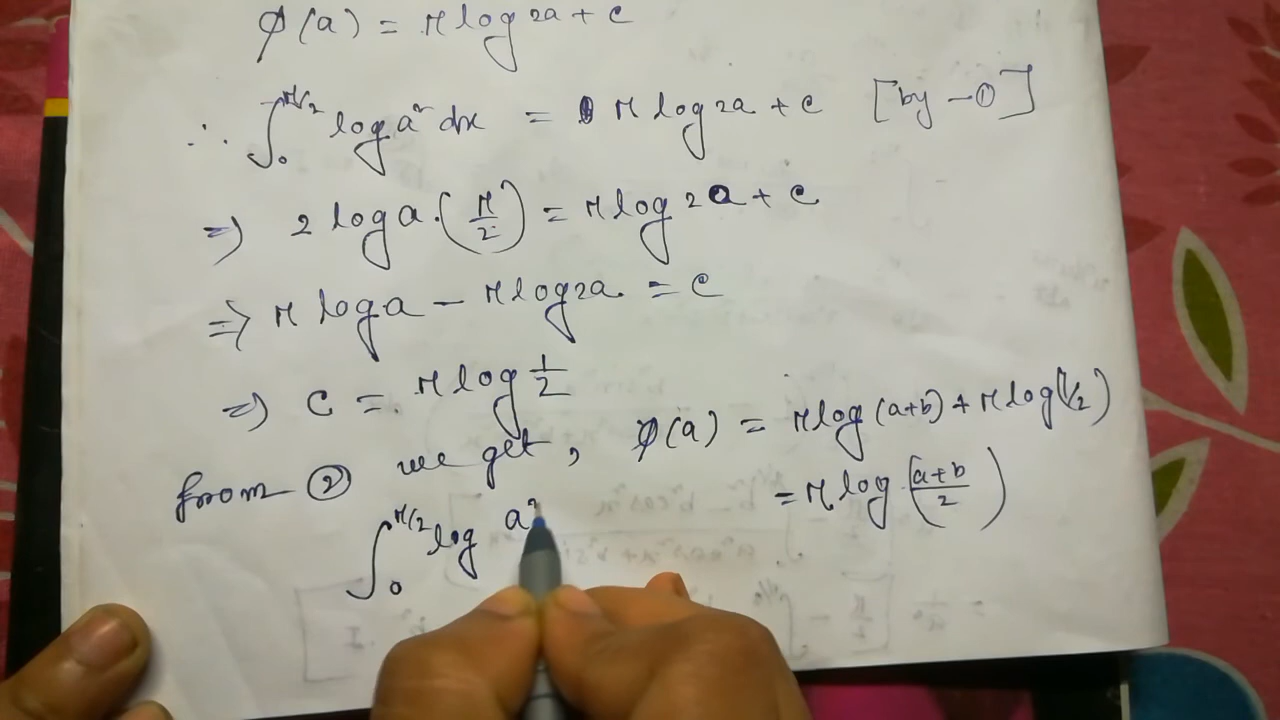 φ(a) = π log 2a + c
∴ ∫₀^{π/2} log a² dx = π log 2a + c [by - ①]
⇒ 2 log a · (π/2) = π log 2a + c
⇒ π log a − π log 2a = c
⇒ c = π log 1/2
from ② we get, φ(a) = π log (a+b) + π log (1/2)
= π log (a+b/2)
∫₀^{π/2} log a²